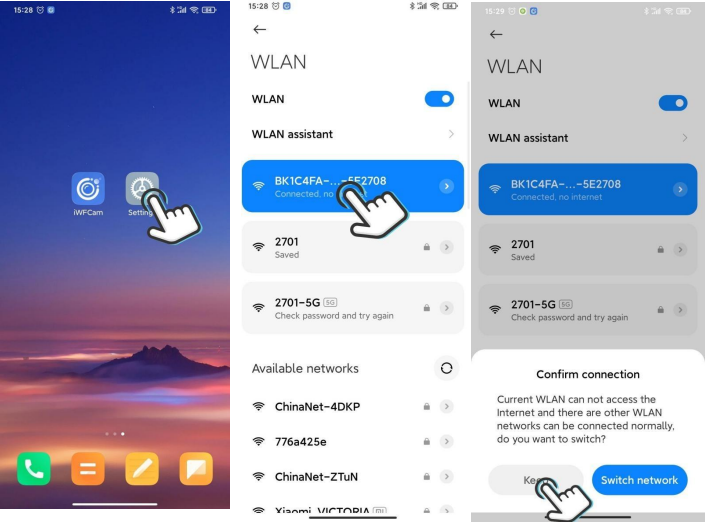 15:28
iWFCam
Setting
15:28
WLAN
WLAN
WLAN assistant
BK1C4FA-...-5E2708
Connected, no
2701
Saved
2701-5G 5G
Check password and try again
Available networks
ChinaNet-4DKP
776a425e
ChinaNet-ZTuN
Xiaomi_VICTORIA
15:29
WLAN
WLAN
WLAN assistant
BK1C4FA-...-5E2708
Connected, no internet
2701
Saved
2701-5G 5G
Check password and try again
Confirm connection
Current WLAN can not access the
Internet and there are other WLAN
networks can be connected normally,
do you want to switch?
Keep
Switch network